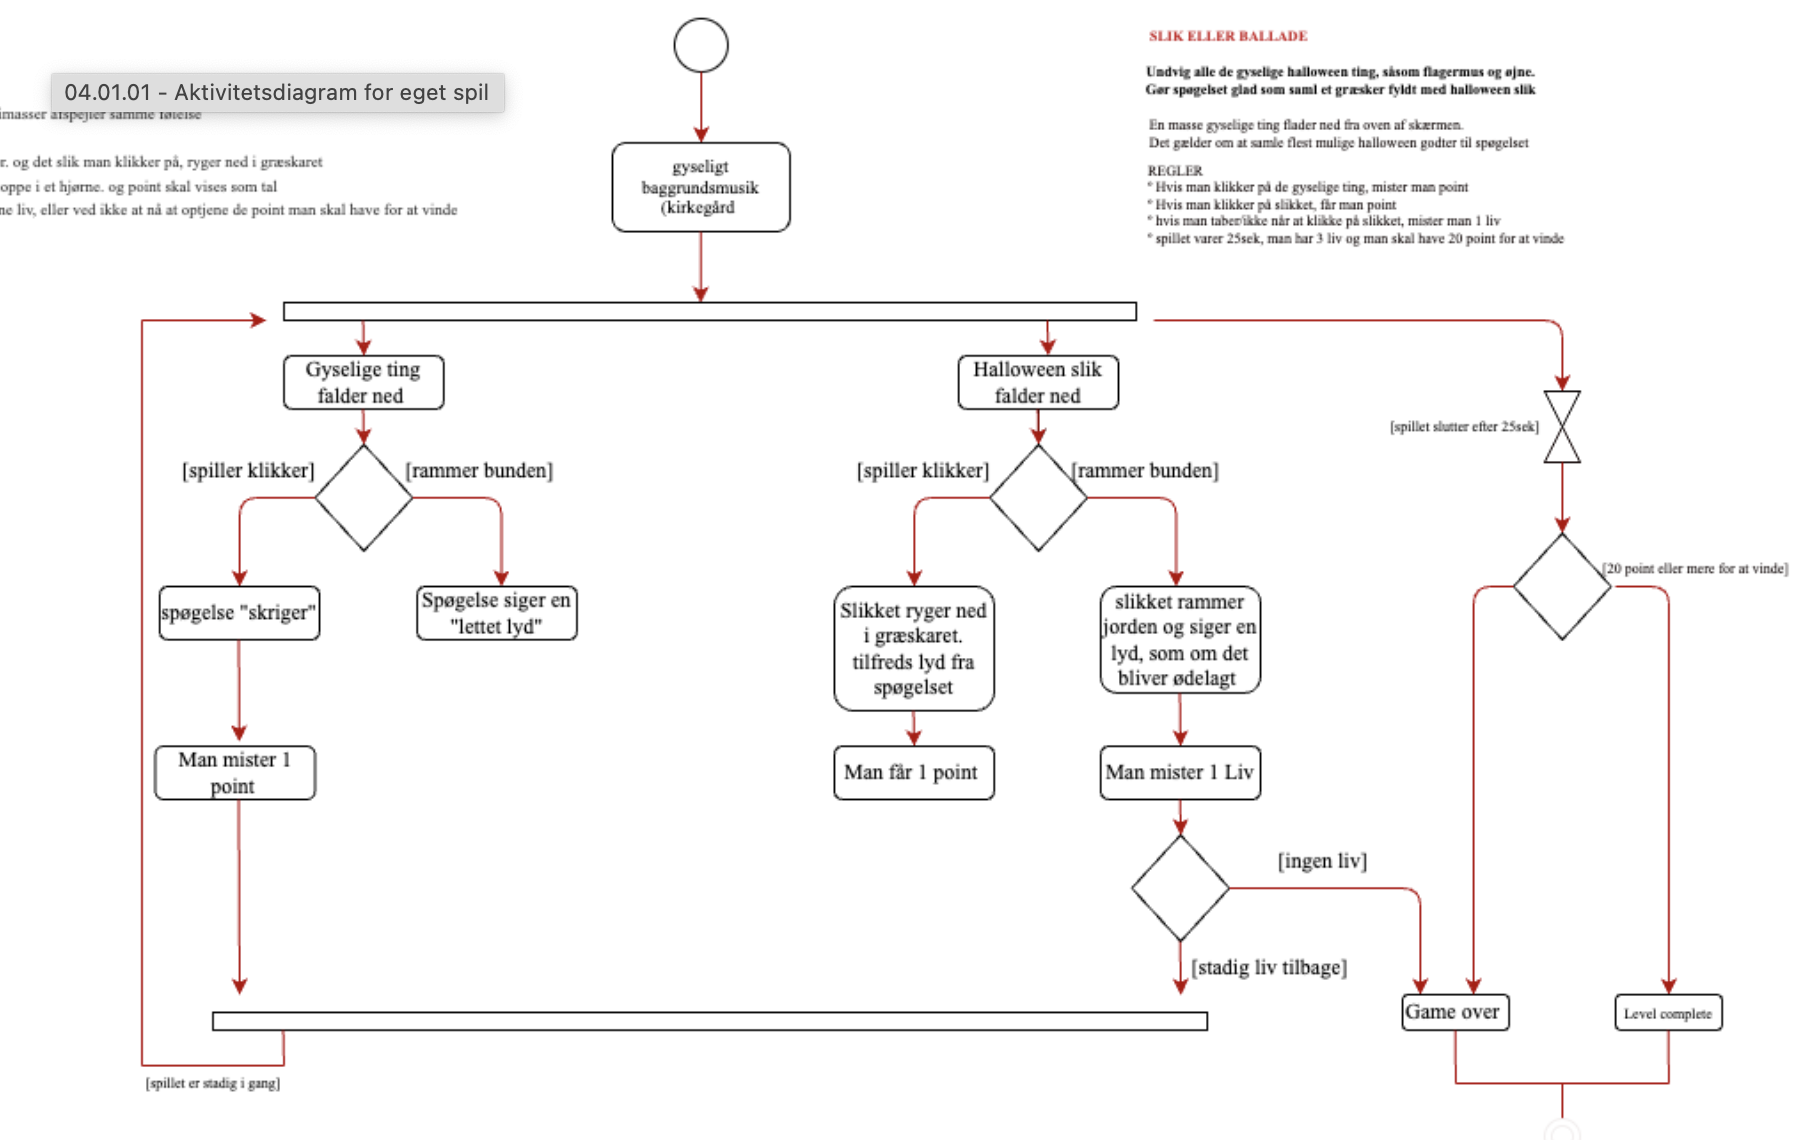 SLIK ELLER BALLADE
Undvig alle de gyselige halloween ting, såsom flagermus og øjne.
Gør spøgelset glad som saml et græsker fyldt med halloween slik
En masse gyselige ting flader ned fra oven af skærmen.
Det gælder om at samle flest mulige halloween godter til spøgelset
REGLER
* Hvis man klikker på de gyselige ting, mister man point
* Hvis man klikker på slikket, får man point
* hvis man taber/ikke når at klikke på slikket, mister man 1 liv
* spillet varer 25sek, man har 3 liv og man skal have 20 point for at vinde
04.01.01 - Aktivitetsdiagram for eget spil
afspejler samme følelse
r. og det slik man klikker på, ryger ned i græskaret
oppe i et hjørne. og point skal vises som tal
ne liv, eller ved ikke at nå at optjene de point man skal have for at vinde
gyseligt
baggrundsmusik
(kirkegård
Gyselige ting
falder ned
Halloween slik
falder ned
[spillet slutter efter 25sek]
[spiller klikker]
[rammer bunden]
[spiller klikker]
[rammer bunden]
[20 point eller mere for at vinde]
spøgelse "skriger"
Spøgelse siger en
"lettet lyd"
Slikket ryger ned
i græskaret.
tilfreds lyd fra
spøgelset
slikket rammer
jorden og siger en
lyd, som om det
bliver ødelagt
Man mister 1
point
Man får 1 point
Man mister 1 Liv
[ingen liv]
[stadig liv tilbage]
Game over
Level complete
[spillet er stadig i gang]